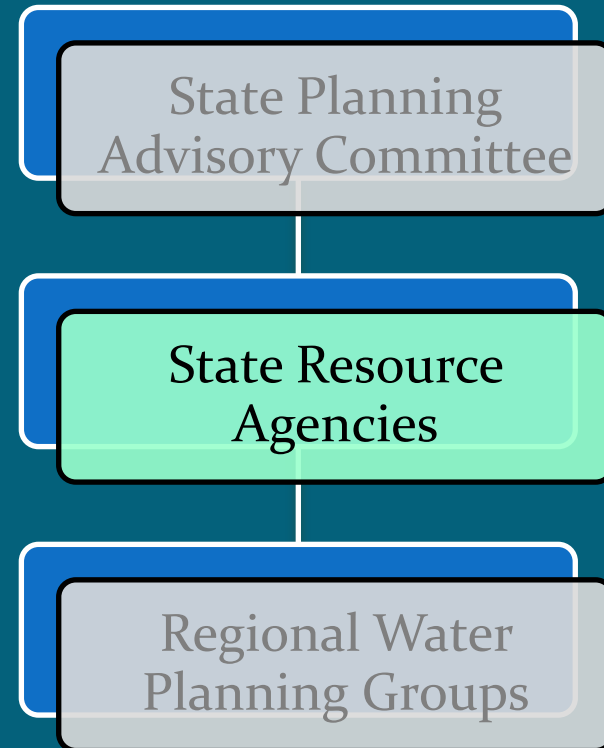 State Planning
Advisory Committee
State Resource
Agencies
Regional Water
Planning Groups